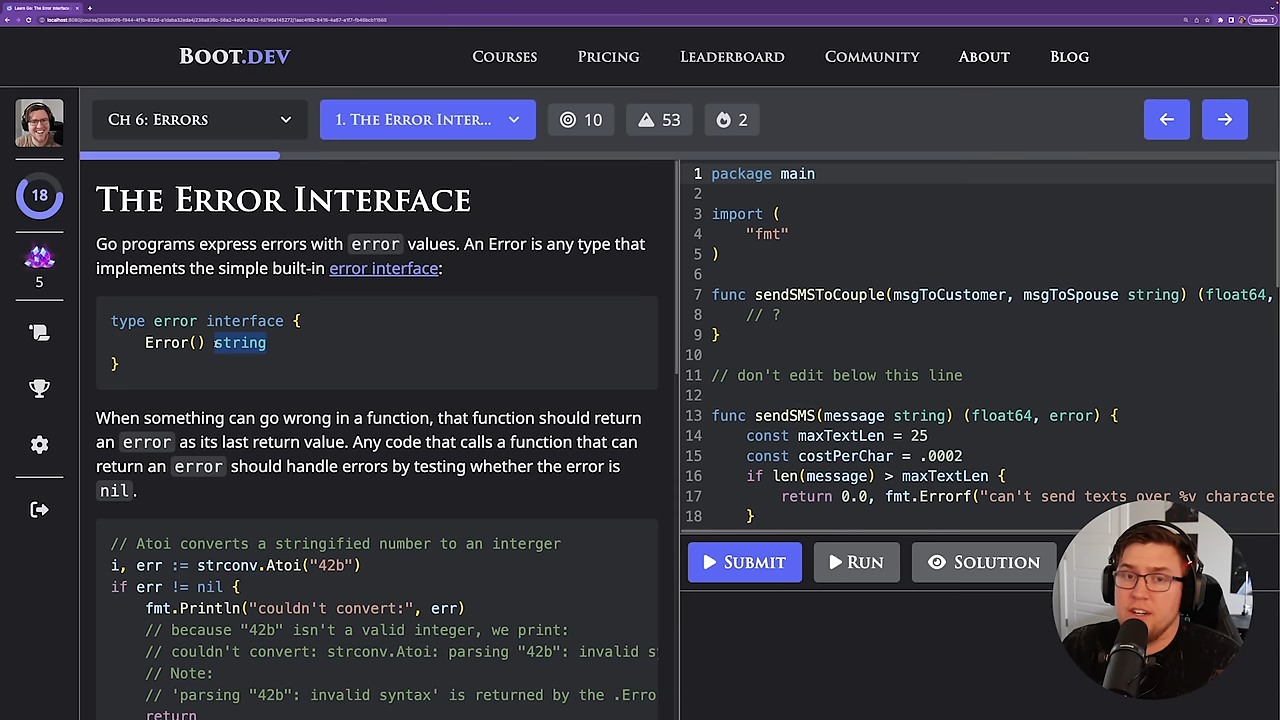 Learn Go: The Error Interface
Update
BOOT.DEV
COURSES
PRICING
LEADERBOARD
COMMUNITY
ABOUT
BLOG
CH 6: ERRORS
1. THE ERROR INTER...
10
53
2
18
5
THE ERROR INTERFACE
Go programs express errors with error values. An Error is any type that
implements the simple built-in error interface:
type error interface {
Error() string
}
When something can go wrong in a function, that function should return
an error as its last return value. Any code that calls a function that can
return an error should handle errors by testing whether the error is
nil.
// Atoi converts a stringified number to an interger
i, err := strconv.Atoi("42b")
if err != nil {
fmt.Println("couldn't convert:", err)
// because "42b" isn't a valid integer, we print:
// couldn't convert: strconv.Atoi: parsing "42b": invalid s
// Note:
// 'parsing "42b": invalid syntax' is returned by the .Erro
return
1 package main
2
3 import (
4 "fmt"
5 )
6
7 func sendSMSToCouple(msgToCustomer, msgToSpouse string) (float64,
8 // ?
9 }
10
11 // don't edit below this line
12
13 func sendSMS(message string) (float64, error) {
14 const maxTextLen = 25
15 const costPerChar = .0002
16 if len(message) > maxTextLen {
17 return 0.0, fmt.Errorf("can't send texts over %v characte
18 }
SUBMIT
RUN
SOLUTION